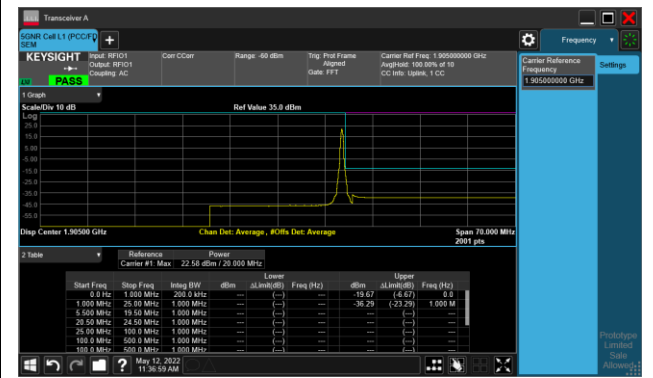 Transceiver A
5GNR Cell L1 (PCC/FD
SEM
+
Frequency
KEYSIGHT
Input: RFIO1
Output: RFIO1
Coupling: AC
Corr CCorr
Range: -60 dBm
Trig: Prot Frame
Aligned
Gate: FFT
Carrier Ref Freq: 1.905000000 GHz
Avg|Hold: 100.00% of 10
CC Info: Uplink, 1 CC
PASS
Carrier Reference
Frequency
1.905000000 GHz
Settings
1 Graph
Scale/Div 10 dB
Ref Value 35.0 dBm
Log
25.0
15.0
5.00
-5.00
-15.0
-25.0
-35.0
-45.0
-55.0
Disp Center 1.90500 GHz
Chan Det: Average , #Offs Det: Average
Span 70.000 MHz
2001 pts
2 Table
Reference Power
Carrier #1: Max 22.58 dBm / 20.000 MHz
Lower Upper
Start Freq Stop Freq Integ BW dBm ΔLimit(dB) Freq (Hz) dBm ΔLimit(dB) Freq (Hz)
0.0 Hz 1.000 MHz 200.0 kHz --- (---) --- -19.67 (-6.67) 0.0
1.000 MHz 25.00 MHz 1.000 MHz --- (---) --- -36.29 (-23.29) 1.000 M
5.500 MHz 19.50 MHz 1.000 MHz --- (---) --- --- (---) ---
20.50 MHz 24.50 MHz 1.000 MHz --- (---) --- --- (---) ---
25.00 MHz 100.0 MHz 1.000 MHz --- (---) --- --- (---) ---
100.0 MHz 500.0 MHz 1.000 MHz --- (---) --- --- (---) ---
100.0 MHz 500.0 MHz 1.000 MHz --- (---) --- --- (---) ---
?
May 12, 2022
11:36:59 AM
Prototype
Limited
Sale
Allowed